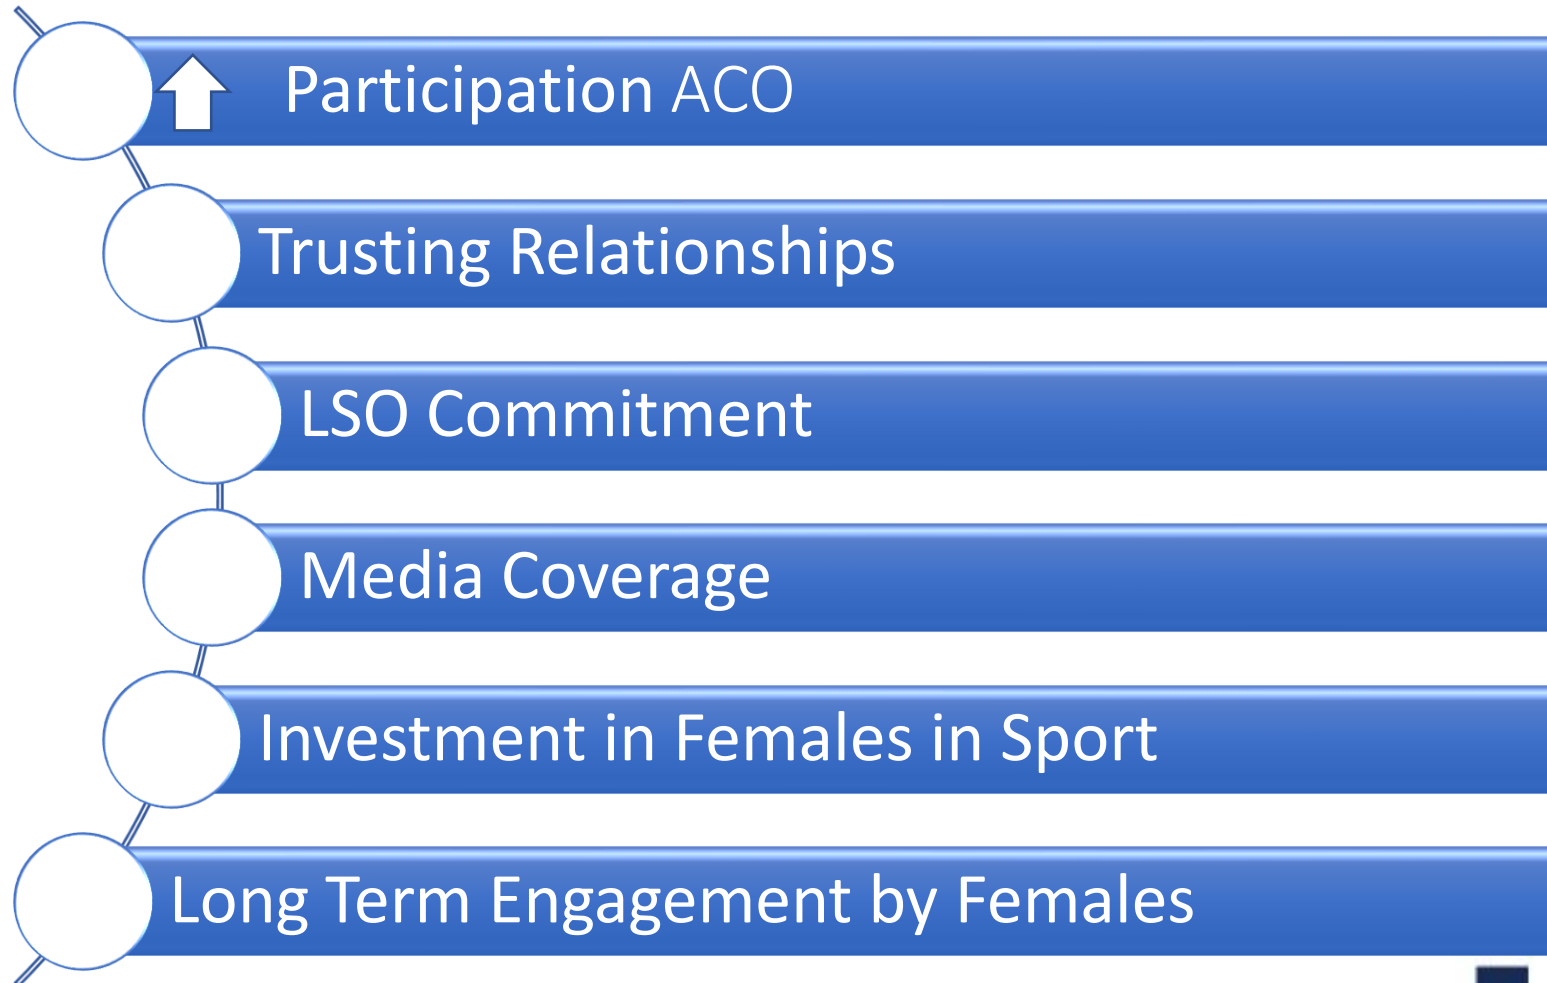 Participation ACO
Trusting Relationships
LSO Commitment
Media Coverage
Investment in Females in Sport
Long Term Engagement by Females